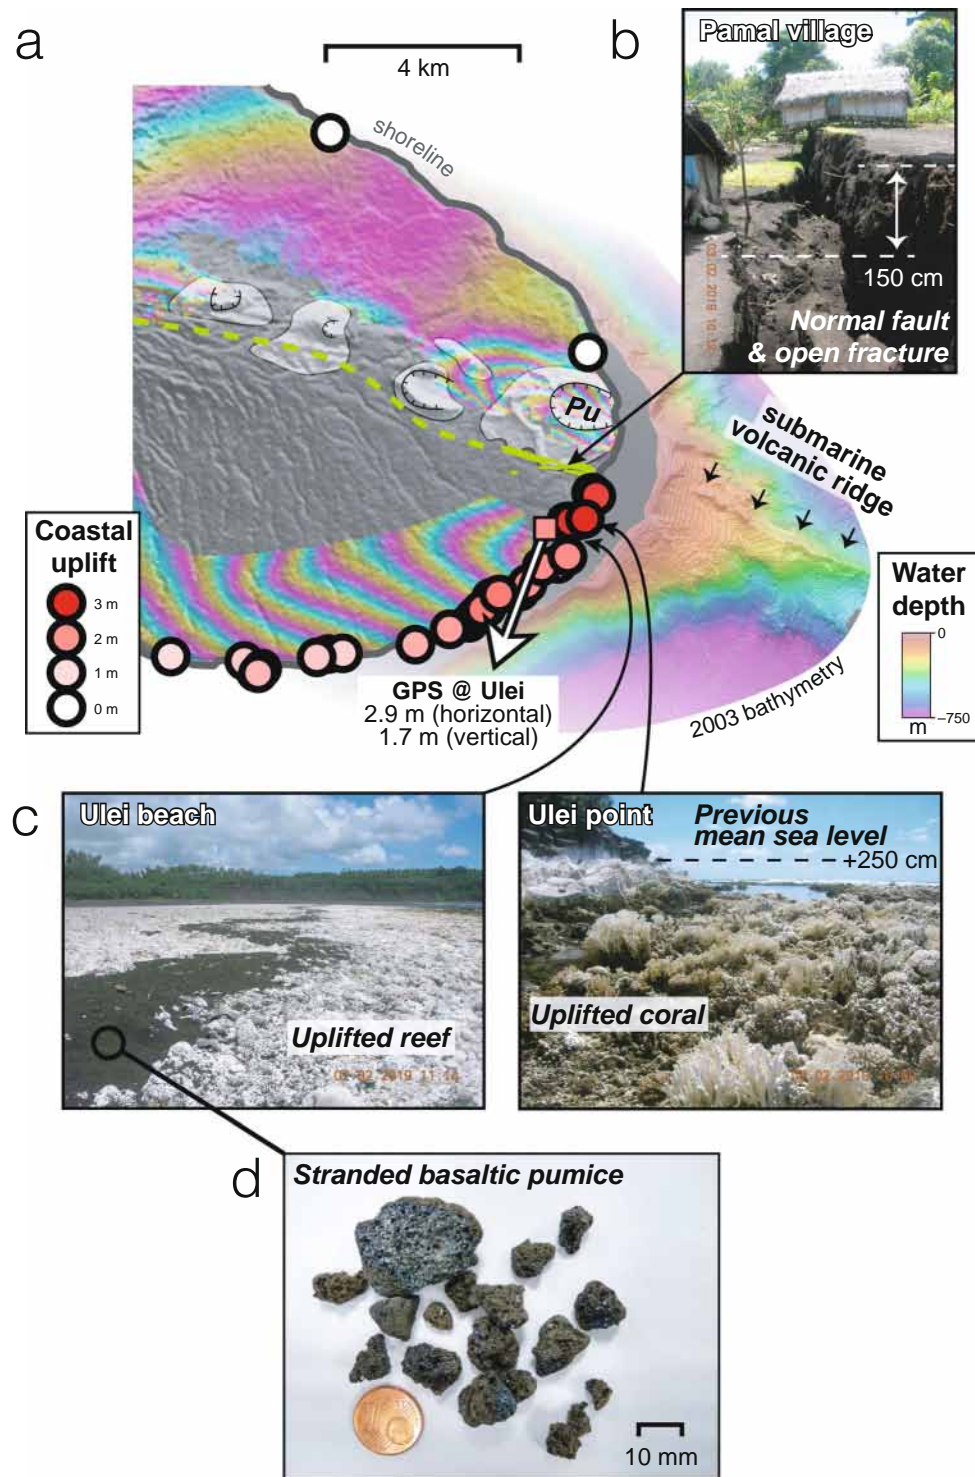 a
4 km
shoreline
b
Pamal village
150 cm
Normal fault
& open fracture
Pu
submarine
volcanic ridge
Coastal
uplift
3 m
2 m
1 m
0 m
GPS @ Ulei
2.9 m (horizontal)
1.7 m (vertical)
2003 bathymetry
Water
depth
0
–750
m
c
Ulei beach
Uplifted reef
Ulei point
Previous
mean sea level
+250 cm
Uplifted coral
d
Stranded basaltic pumice
10 mm